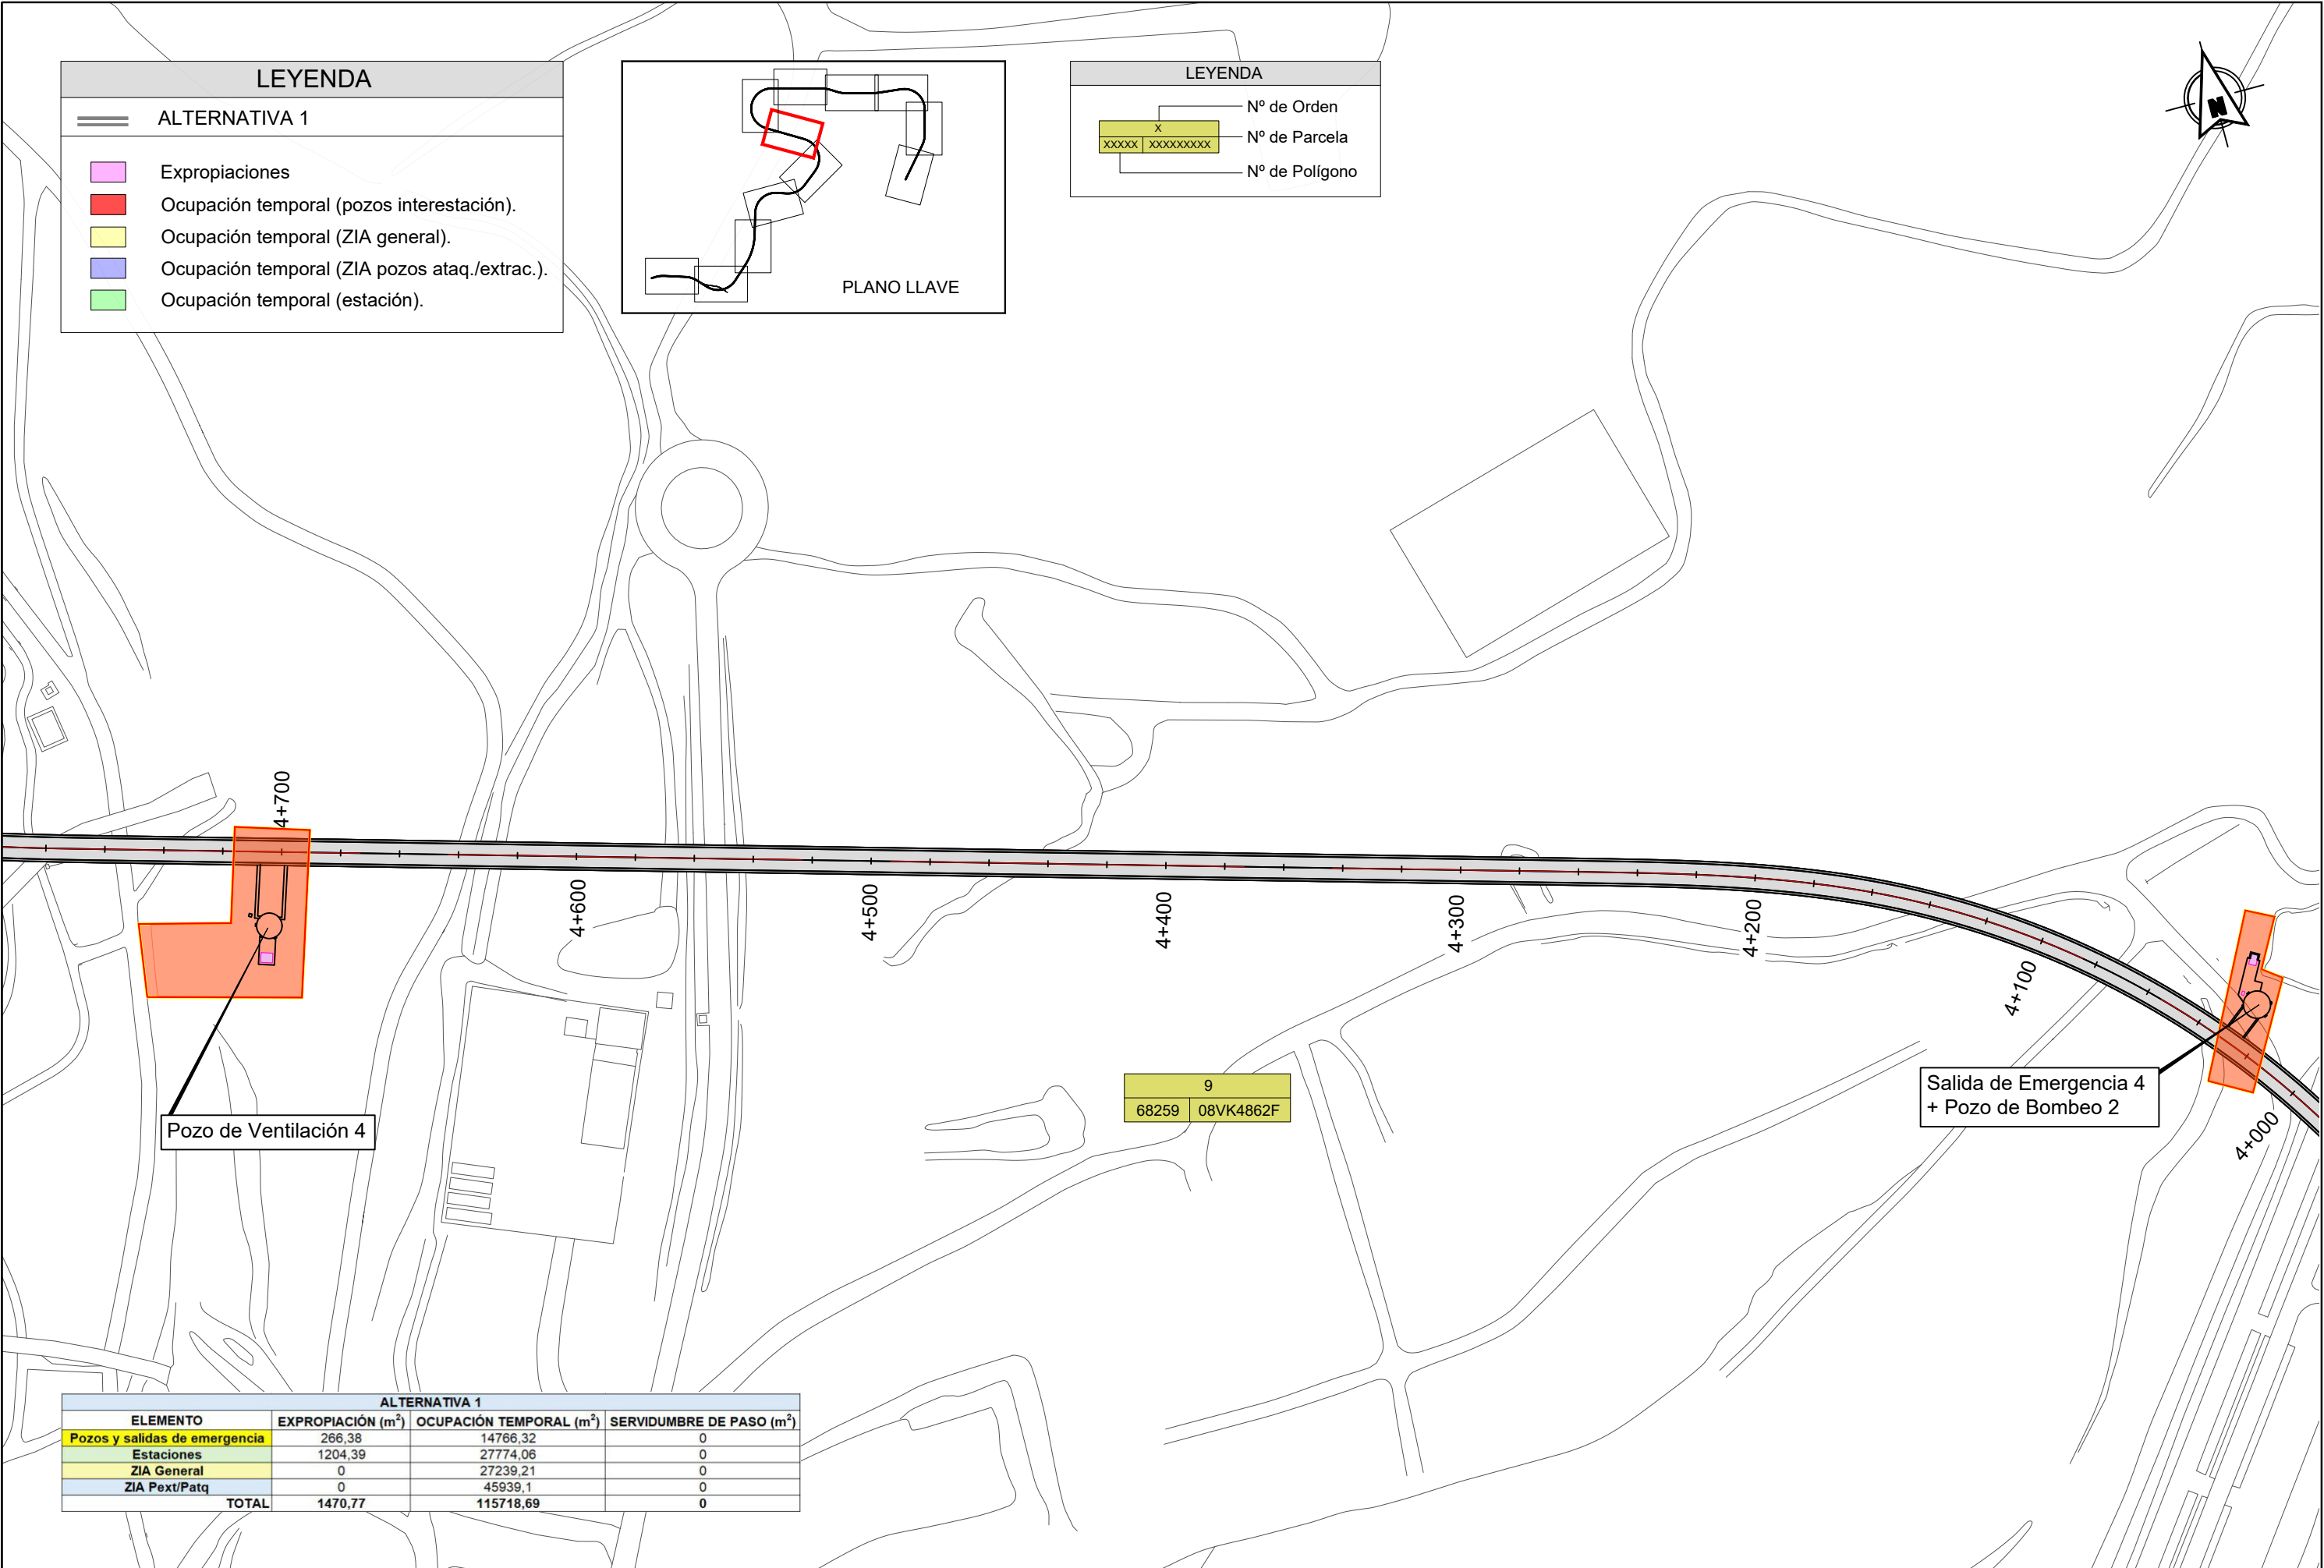 LEYENDA
ALTERNATIVA 1
Expropiaciones
Ocupación temporal (pozos interestación).
Ocupación temporal (ZIA general).
Ocupación temporal (ZIA pozos ataq./extrac.).
Ocupación temporal (estación).
PLANO LLAVE
LEYENDA
Nº de Orden
X
Nº de Parcela
XXXXX XXXXXXXXX
Nº de Polígono
N
4+700
4+600
4+500
4+400
4+300
4+200
4+100
4+000
Pozo de Ventilación 4
9
68259 08VK4862F
Salida de Emergencia 4
+ Pozo de Bombeo 2
ALTERNATIVA 1
ELEMENTO EXPROPIACIÓN (m²) OCUPACIÓN TEMPORAL (m²) SERVIDUMBRE DE PASO (m²)
Pozos y salidas de emergencia 266,38 14766,32 0
Estaciones 1204,39 27774,06 0
ZIA General 0 27239,21 0
ZIA Pext/Patq 0 45939,1 0
TOTAL 1470,77 115718,69 0